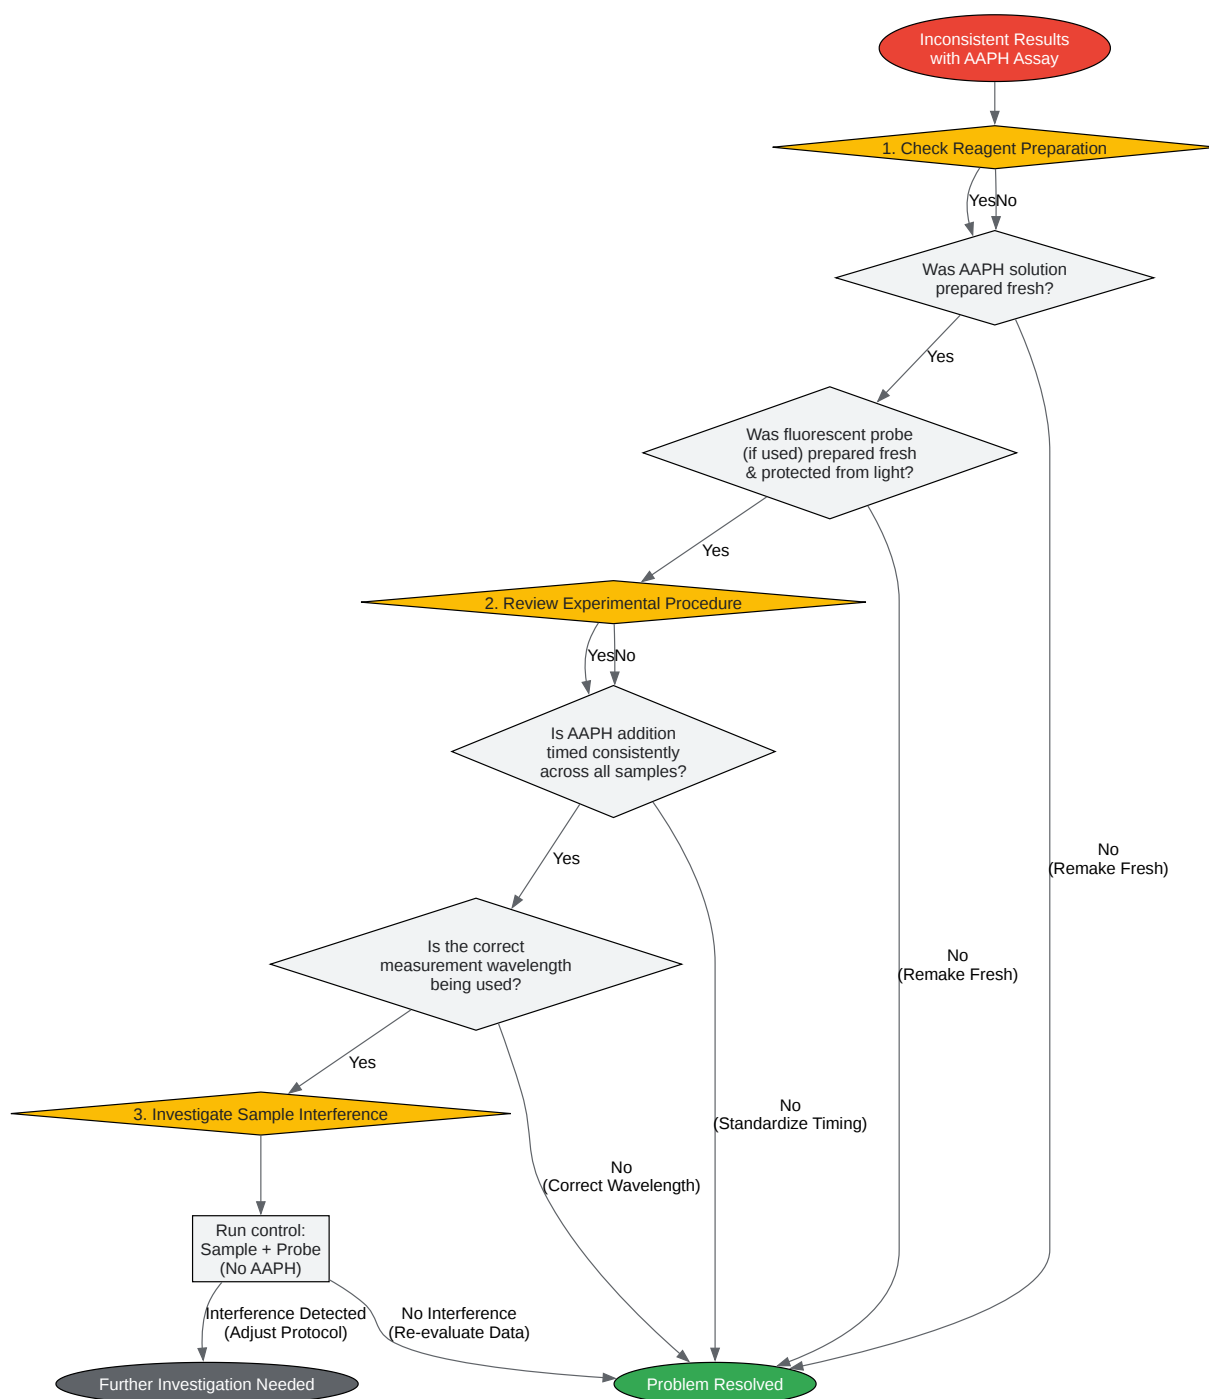 Inconsistent Results
with AAPH Assay
1. Check Reagent Preparation
Yes
No
Was AAPH solution
prepared fresh?
Yes
Was fluorescent probe
(if used) prepared fresh
& protected from light?
Yes
2. Review Experimental Procedure
Yes
No
Is AAPH addition
timed consistently
across all samples?
Yes
No
(Remake Fresh)
Is the correct
measurement wavelength
being used?
No
(Remake Fresh)
Yes
3. Investigate Sample Interference
No
(Standardize Timing)
No
(Correct Wavelength)
Run control:
Sample + Probe
(No AAPH)
Interference Detected
(Adjust Protocol)
No Interference
(Re-evaluate Data)
Further Investigation Needed
Problem Resolved